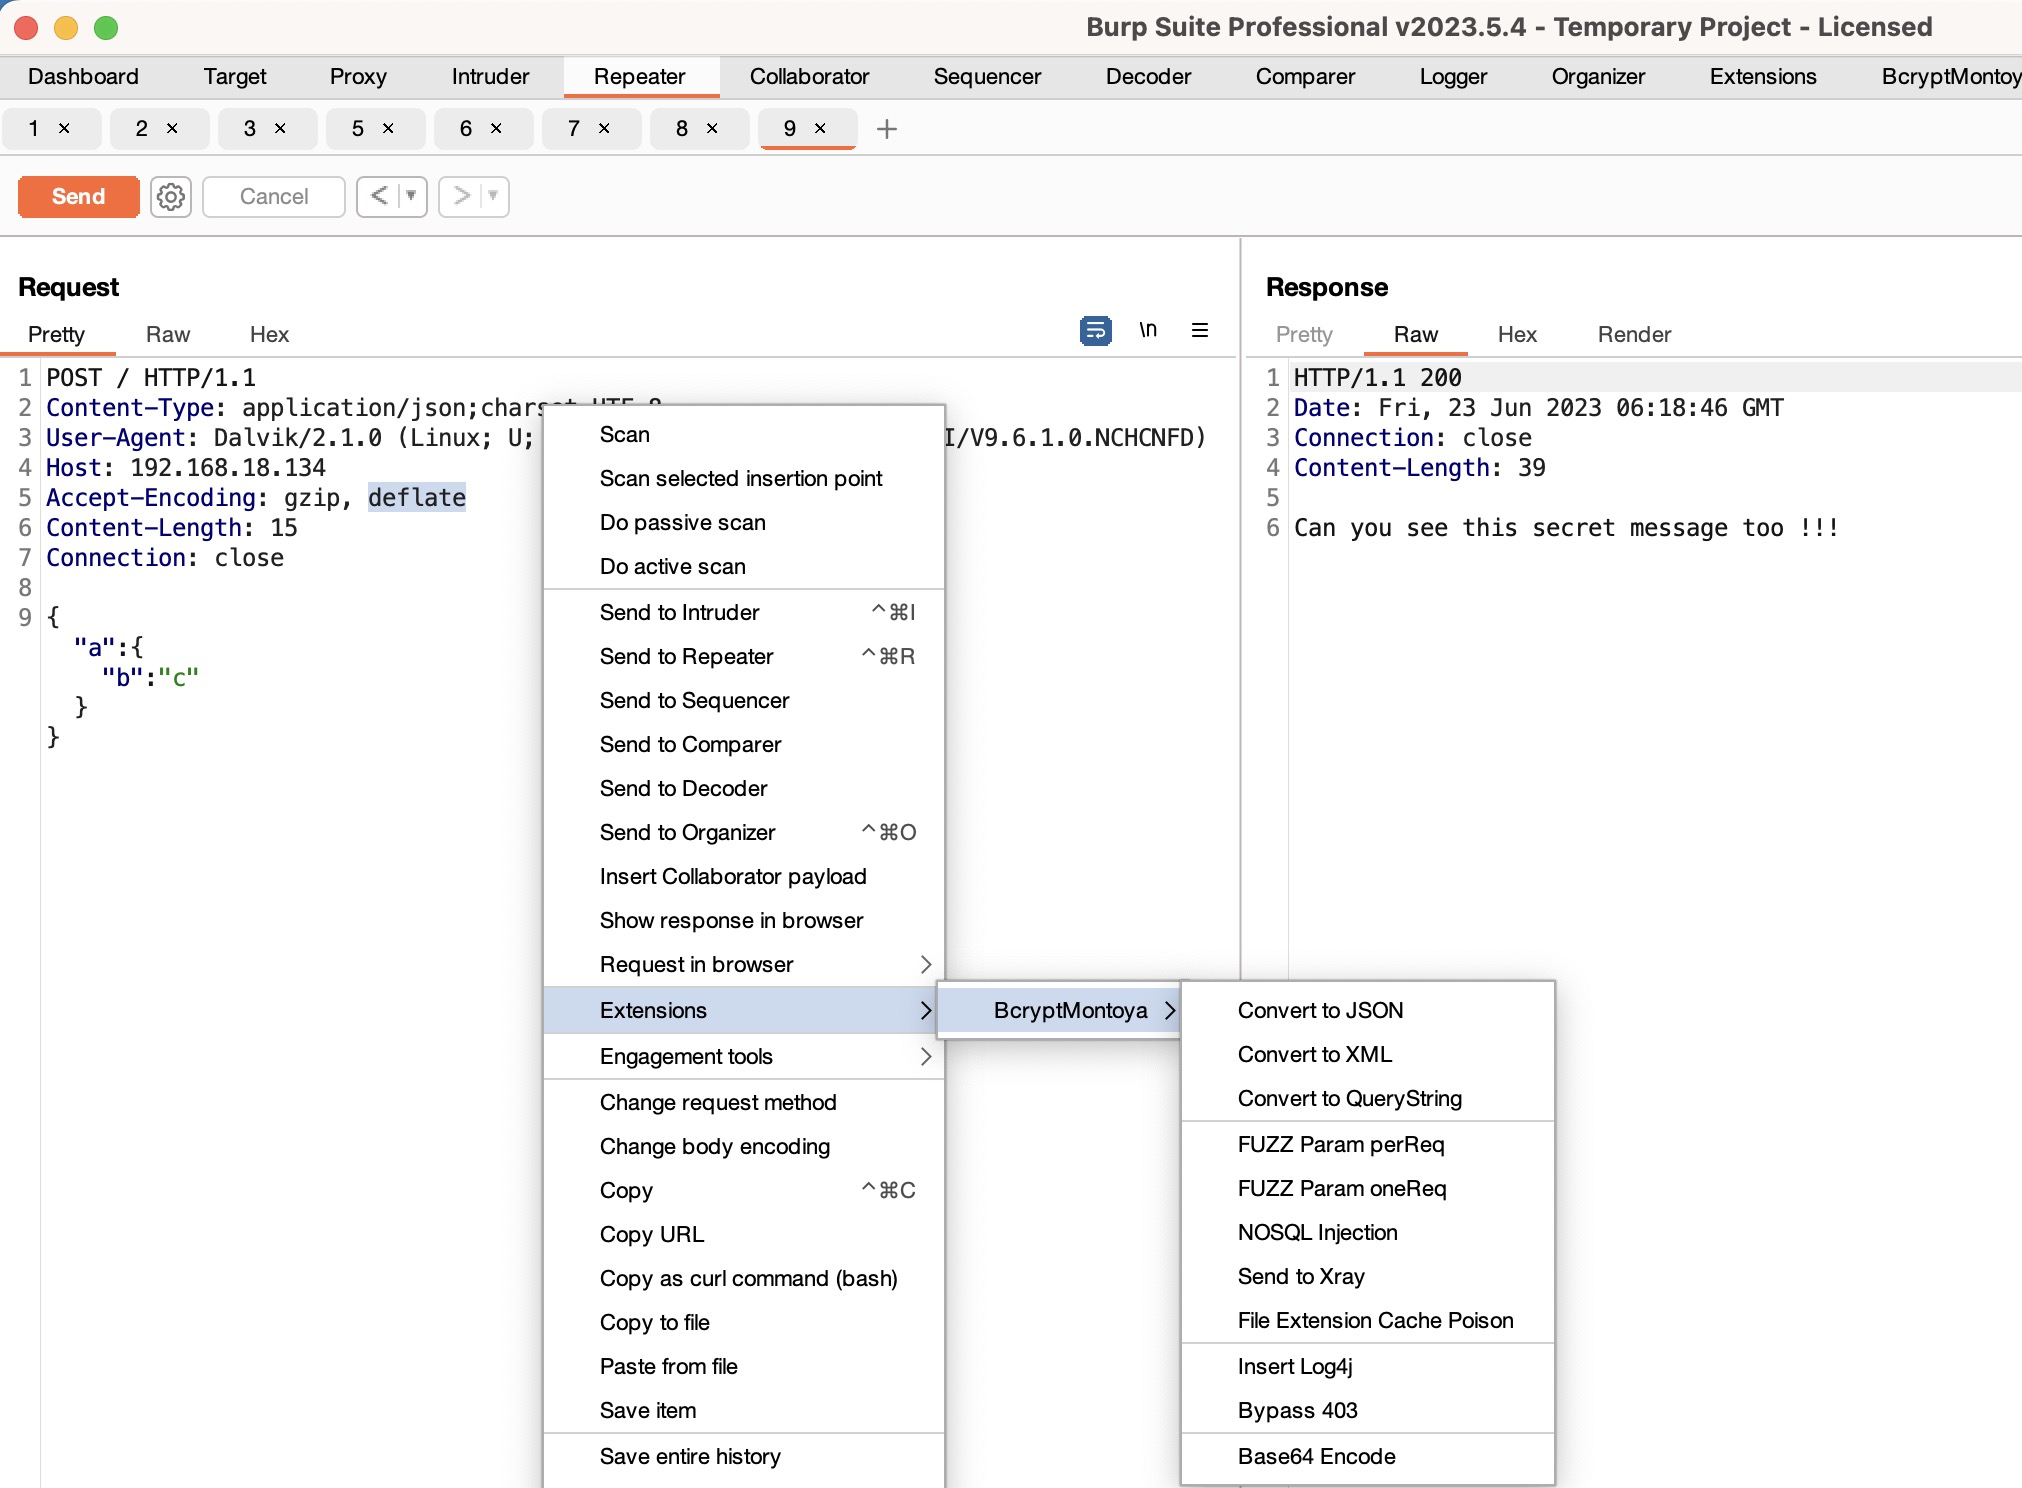 Burp Suite Professional v2023.5.4 - Temporary Project - Licensed
Dashboard Target Proxy Intruder Repeater Collaborator Sequencer Decoder Comparer Logger Organizer Extensions BcryptMontoy
1 × 2 × 3 × 5 × 6 × 7 × 8 × 9 × +
Send Cancel < ▼ > ▼
Request
Pretty Raw Hex \n
1 POST / HTTP/1.1
2 Content-Type: application/json;chars
3 User-Agent: Dalvik/2.1.0 (Linux; U; I/V9.6.1.0.NCHCNFD)
4 Host: 192.168.18.134
5 Accept-Encoding: gzip, deflate
6 Content-Length: 15
7 Connection: close
8
9 {
"a":{
"b":"c"
}
}
Scan
Scan selected insertion point
Do passive scan
Do active scan
Send to Intruder ^⌘I
Send to Repeater ^⌘R
Send to Sequencer
Send to Comparer
Send to Decoder
Send to Organizer ^⌘O
Insert Collaborator payload
Show response in browser
Request in browser >
Extensions >
Engagement tools >
Change request method
Change body encoding
Copy ^⌘C
Copy URL
Copy as curl command (bash)
Copy to file
Paste from file
Save item
Save entire history
BcryptMontoya >
Convert to JSON
Convert to XML
Convert to QueryString
FUZZ Param perReq
FUZZ Param oneReq
NOSQL Injection
Send to Xray
File Extension Cache Poison
Insert Log4j
Bypass 403
Base64 Encode
Response
Pretty Raw Hex Render
1 HTTP/1.1 200
2 Date: Fri, 23 Jun 2023 06:18:46 GMT
3 Connection: close
4 Content-Length: 39
5
6 Can you see this secret message too !!!